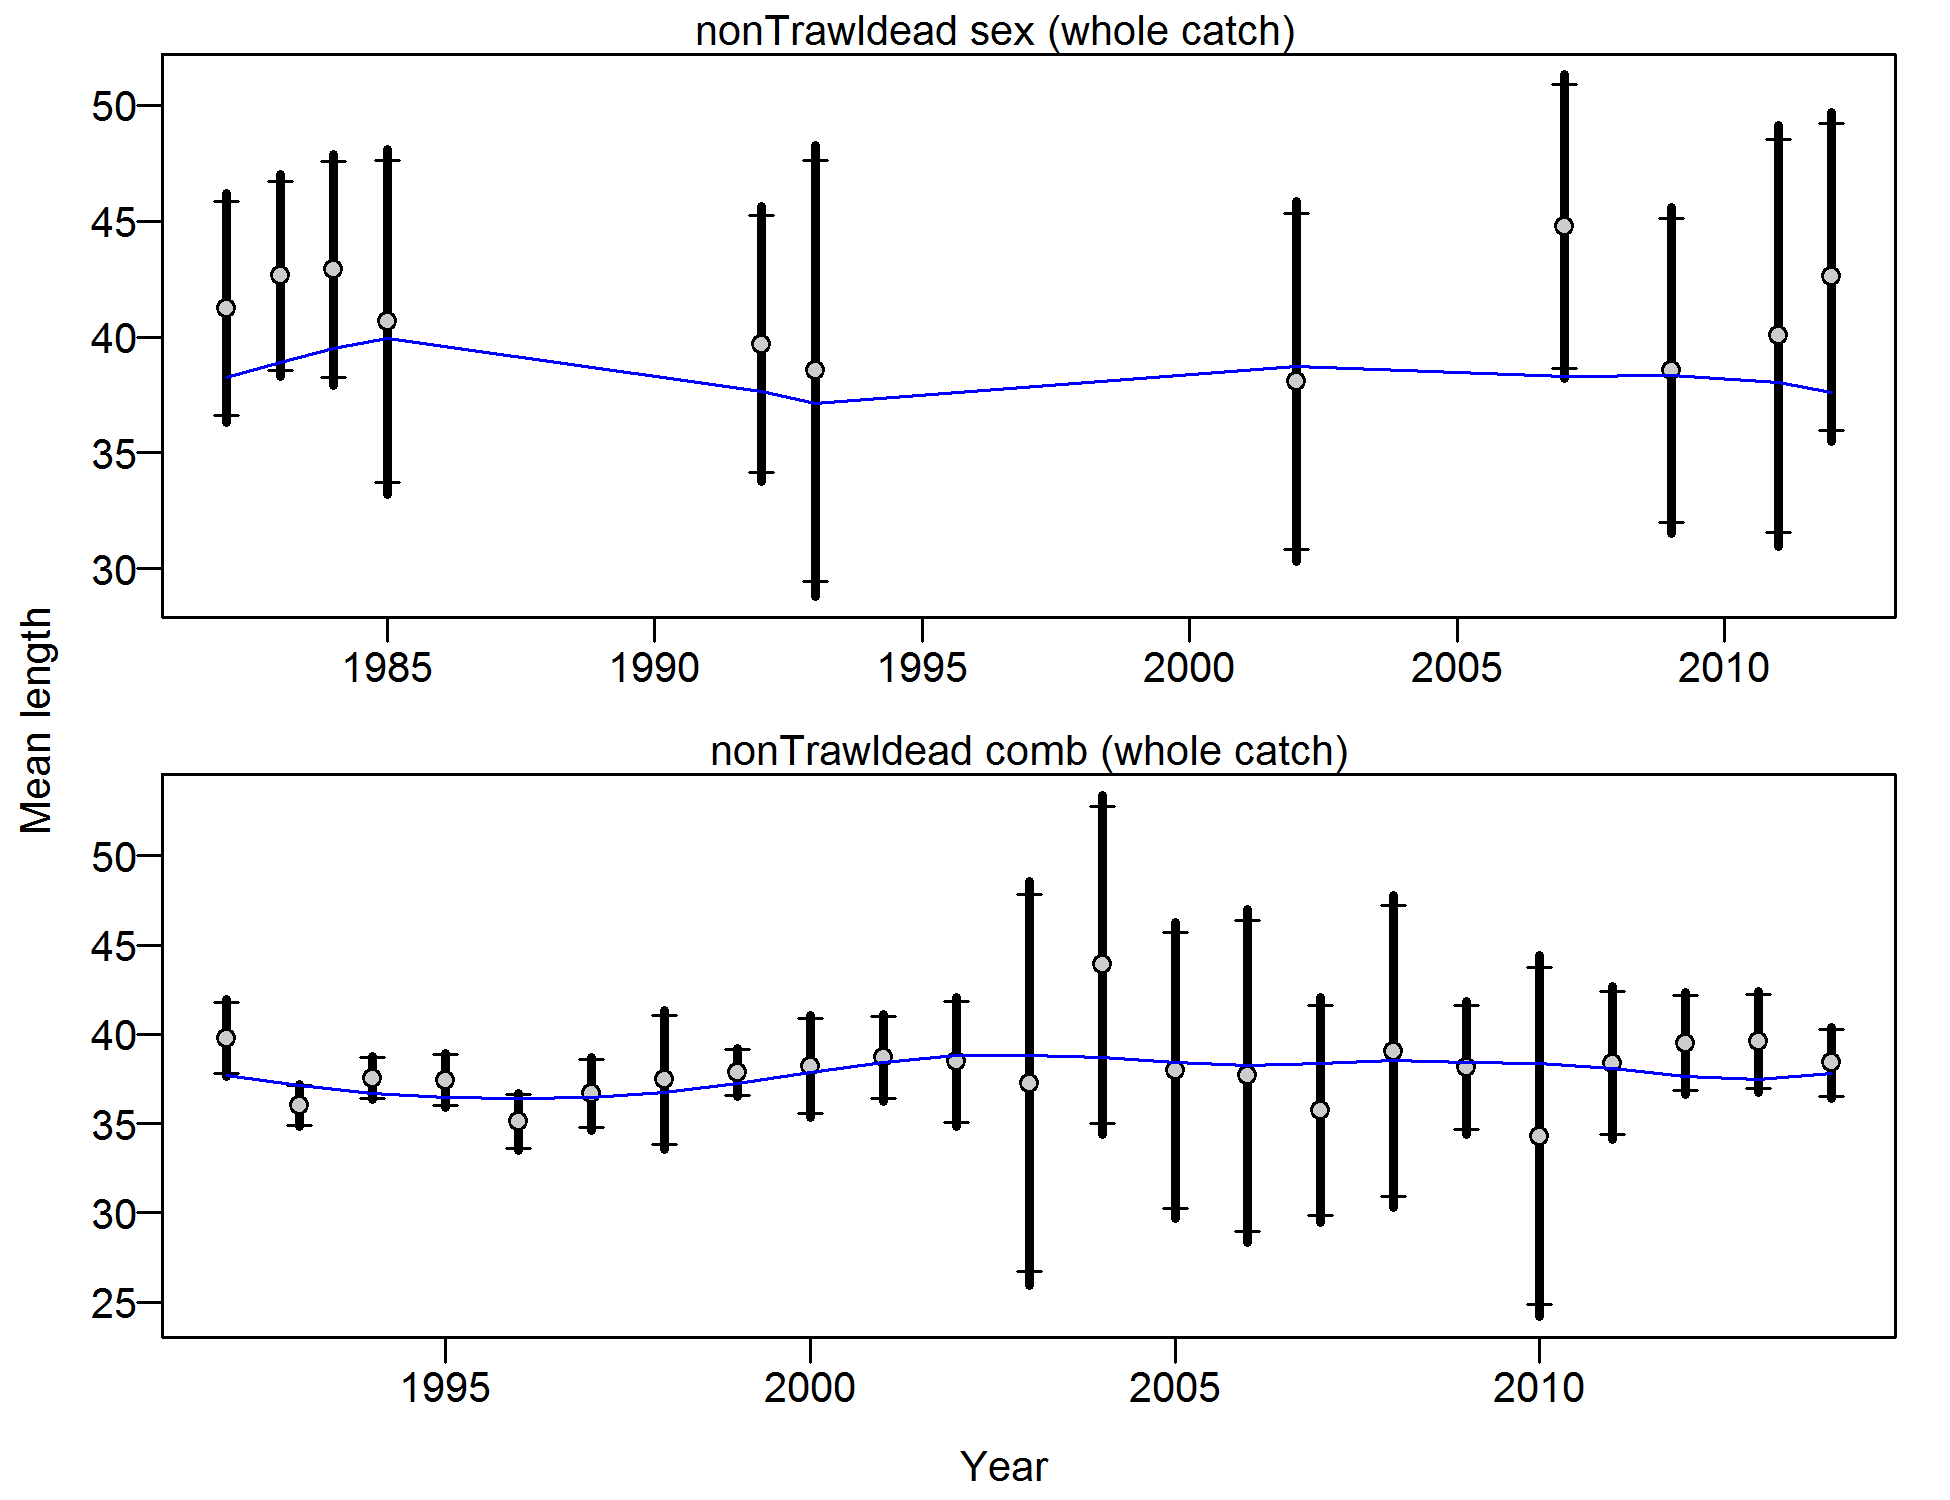 nonTrawldead sex (whole catch)
50
45
40
35
30
1985 1990 1995 2000 2005 2010
Mean length
nonTrawldead comb (whole catch)
50
45
40
35
30
25
1995 2000 2005 2010
Year